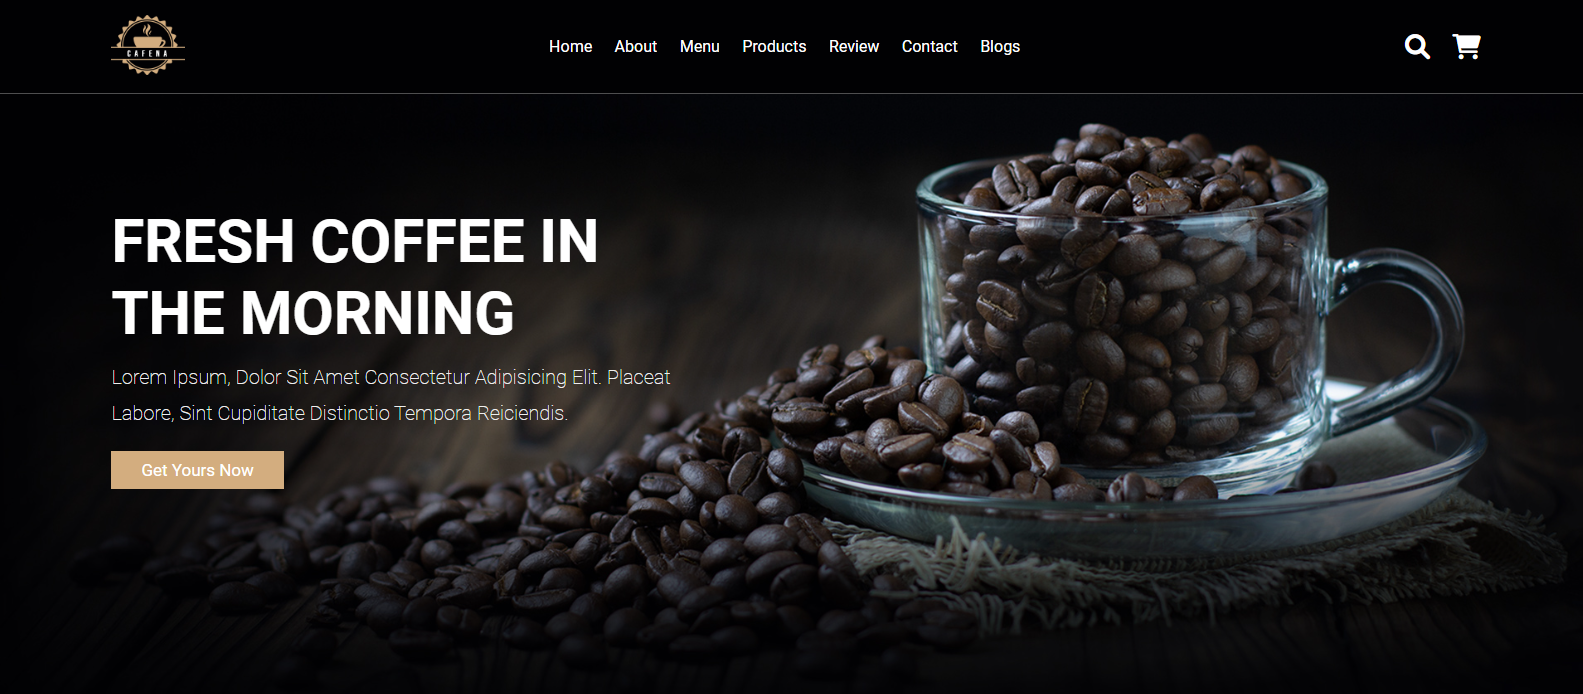 CAFENA
Home About Menu Products Review Contact Blogs
FRESH COFFEE IN
THE MORNING
Lorem Ipsum, Dolor Sit Amet Consectetur Adipisicing Elit. Placeat
Labore, Sint Cupiditate Distinctio Tempora Reiciendis.
Get Yours Now